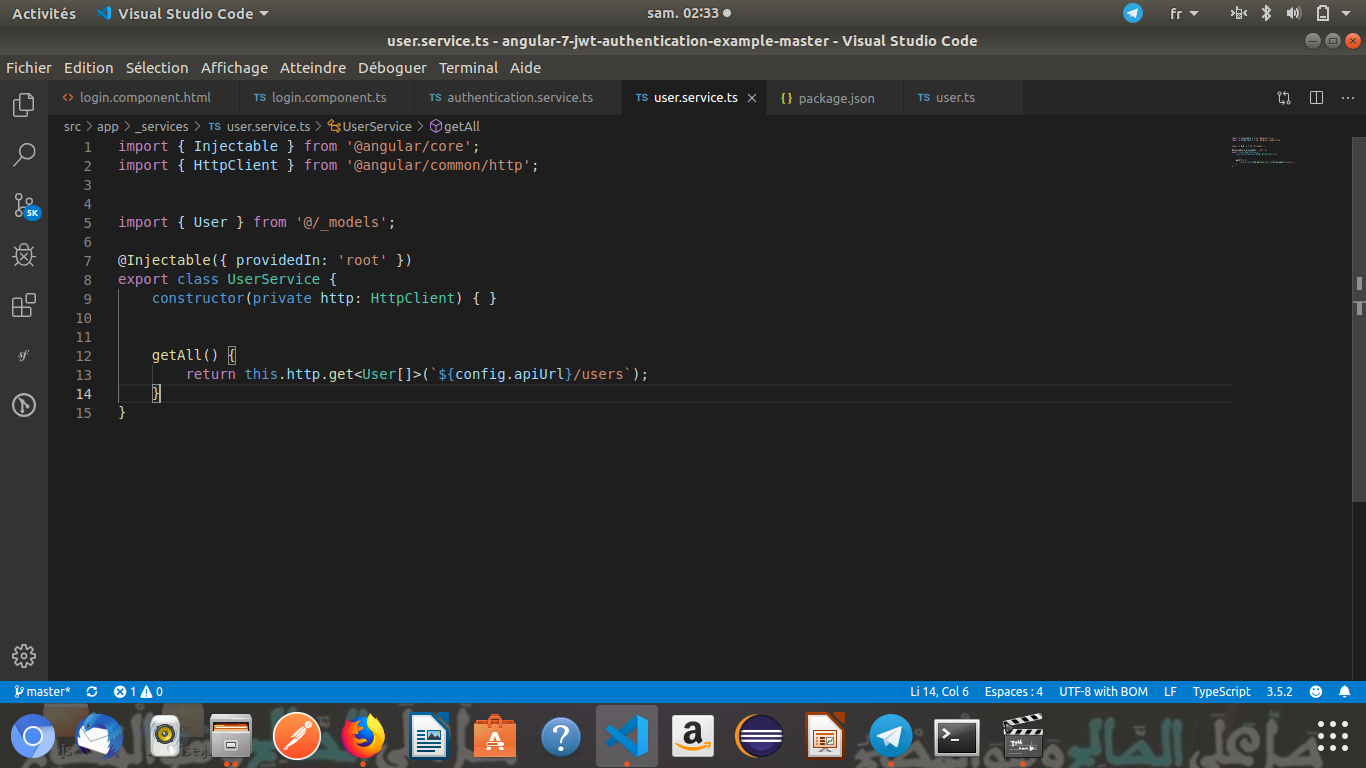 Activités Visual Studio Code sam. 02:33 fr
user.service.ts - angular-7-jwt-authentication-example-master - Visual Studio Code
Fichier Edition Sélection Affichage Atteindre Déboguer Terminal Aide
<> login.component.html TS login.component.ts TS authentication.service.ts TS user.service.ts {} package.json TS user.ts
src > app > _services > TS user.service.ts > UserService > getAll
1 import { Injectable } from '@angular/core';
2 import { HttpClient } from '@angular/common/http';
3
4
5 import { User } from '@/_models';
6
7 @Injectable({ providedIn: 'root' })
8 export class UserService {
9 constructor(private http: HttpClient) { }
10
11
12 getAll() {
13 return this.http.get<User[]>(`${config.apiUrl}/users`);
14 }
15 }
5K
master* 1 0 Li 14, Col 6 Espaces : 4 UTF-8 with BOM LF TypeScript 3.5.2